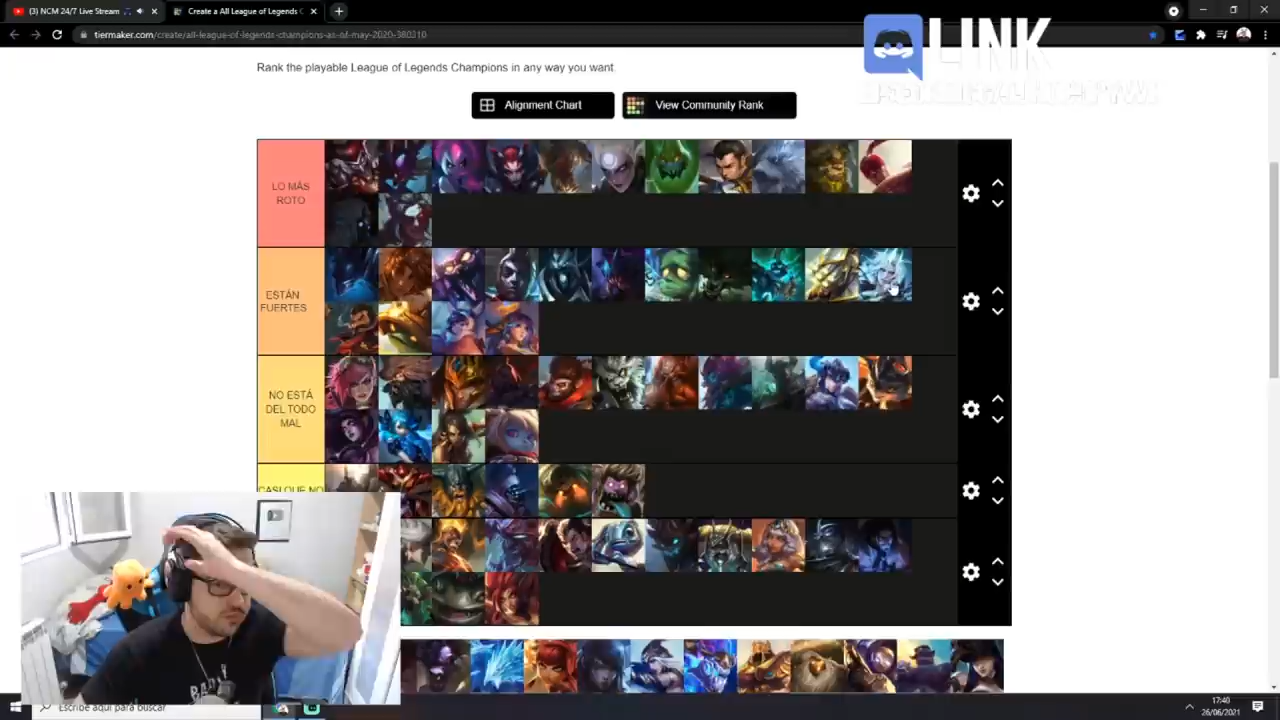 (3) NCM 24/7 Live Stream
Create a All League of Legends C
tiermaker.com/create/all-league-of-legends-champions-as-of-may-2020-380310
LINK
Rank the playable League of Legends Champions in any way you want.
Alignment Chart
View Community Rank
LO MÁS
ROTO
ESTÁN
FUERTES
NO ESTÁ
DEL TODO
MAL
CASI QUE NO
Escribe aquí para buscar
17:40
26/06/2021